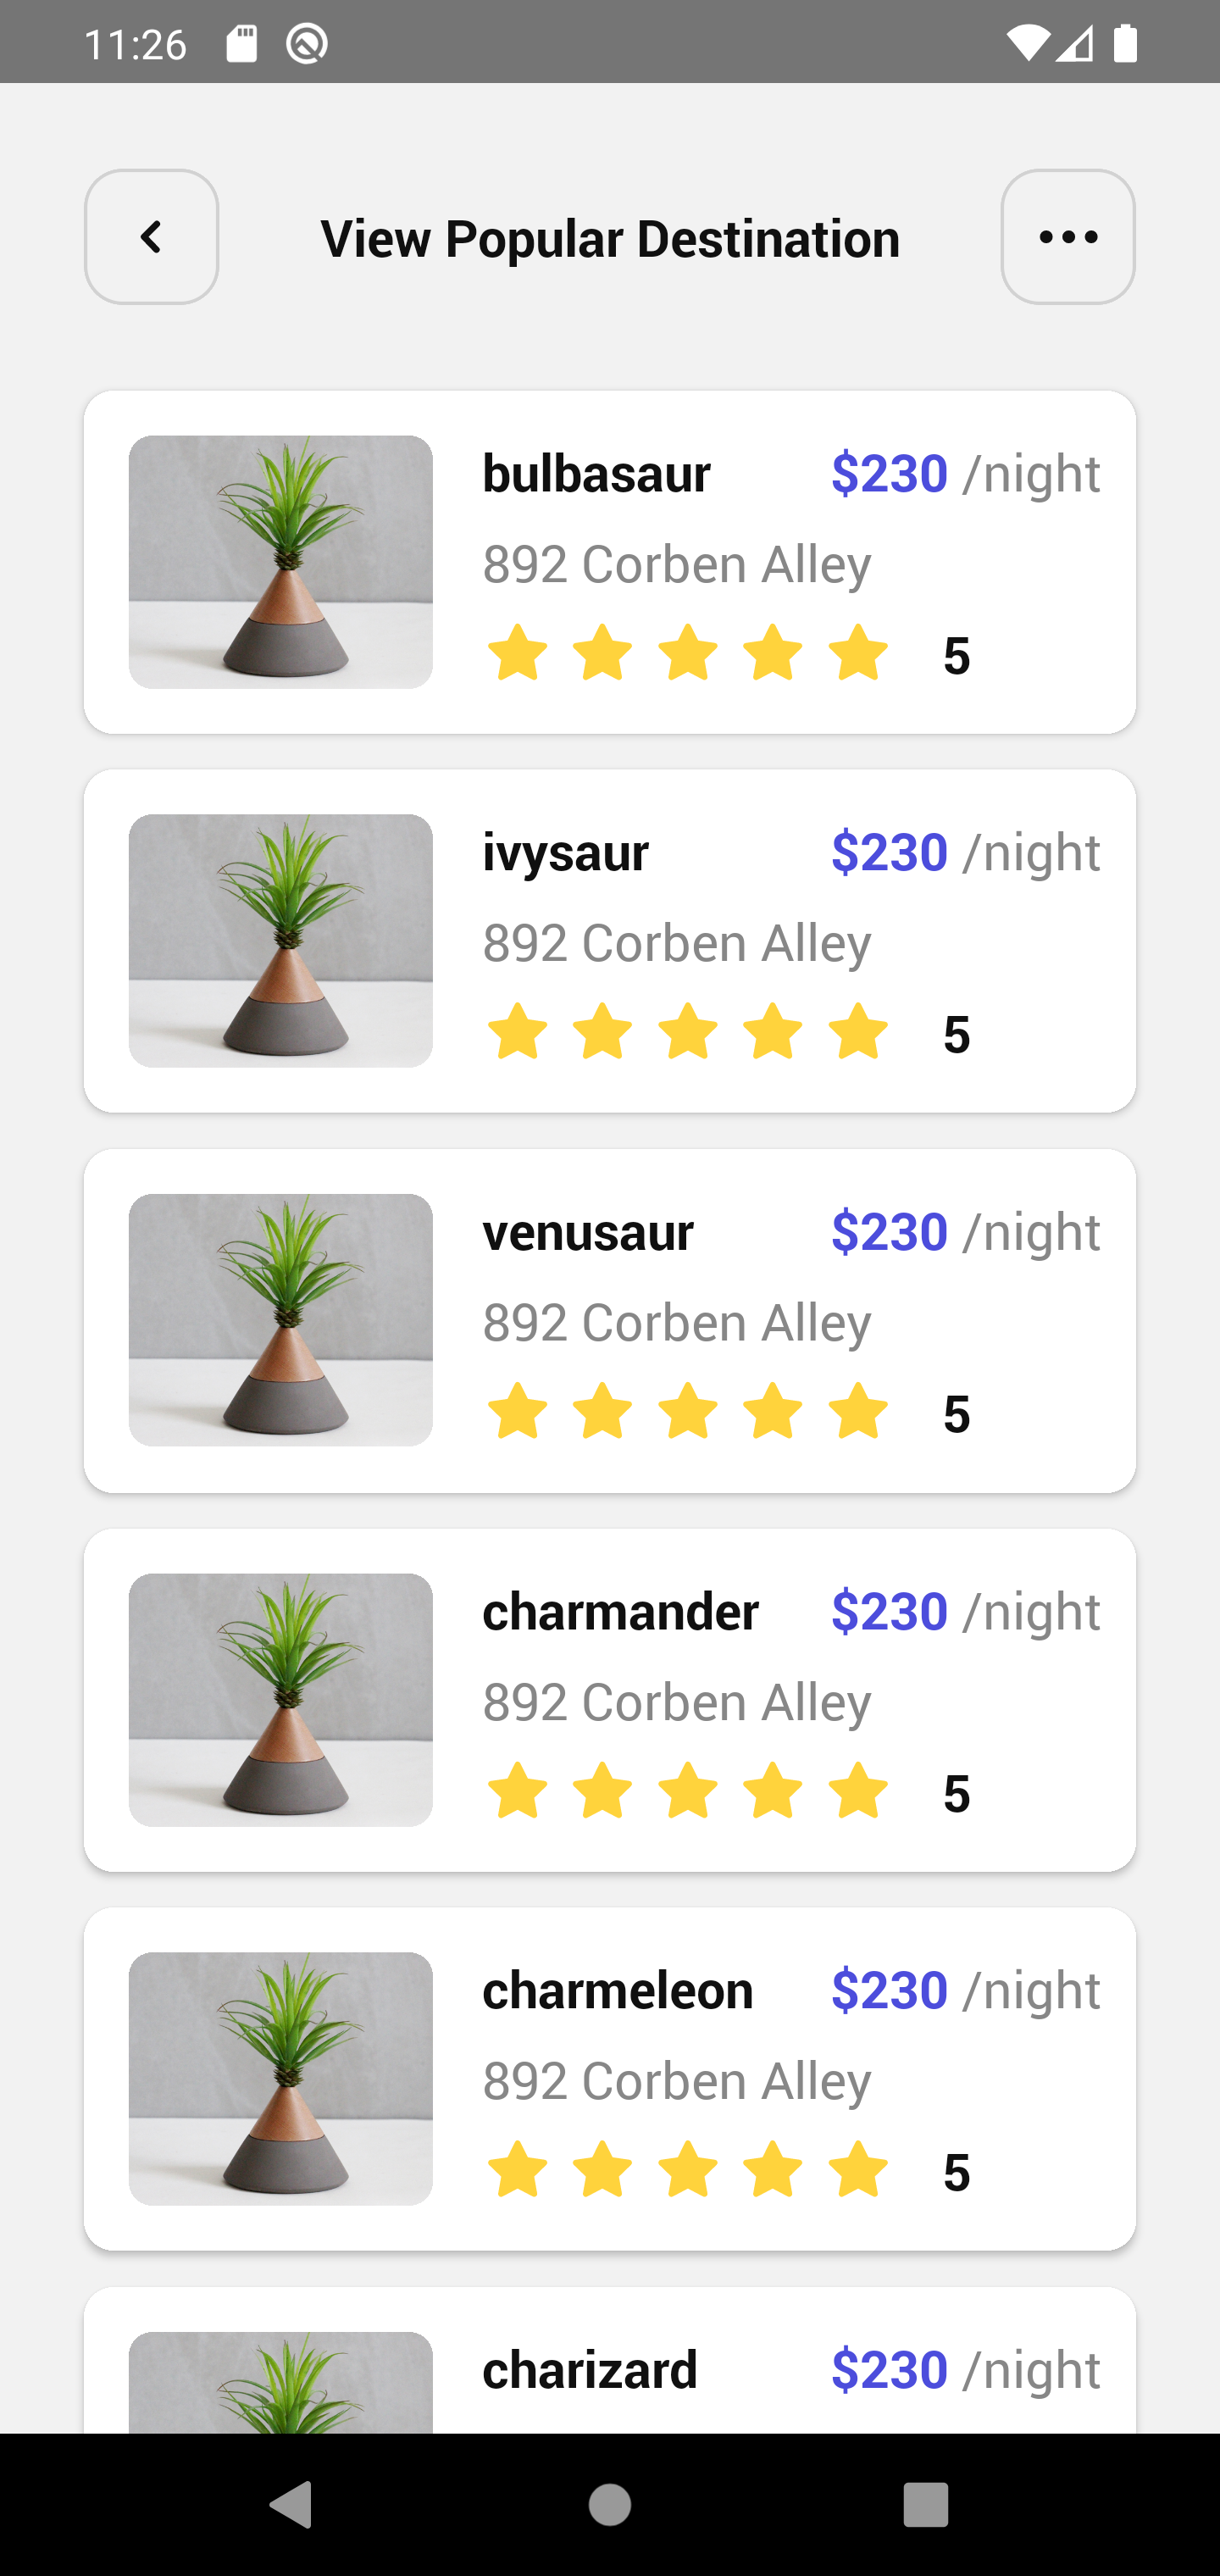 11:26
View Popular Destination
bulbasaur $230 /night
892 Corben Alley
5
ivysaur $230 /night
892 Corben Alley
5
venusaur $230 /night
892 Corben Alley
5
charmander $230 /night
892 Corben Alley
5
charmeleon $230 /night
892 Corben Alley
5
charizard $230 /night